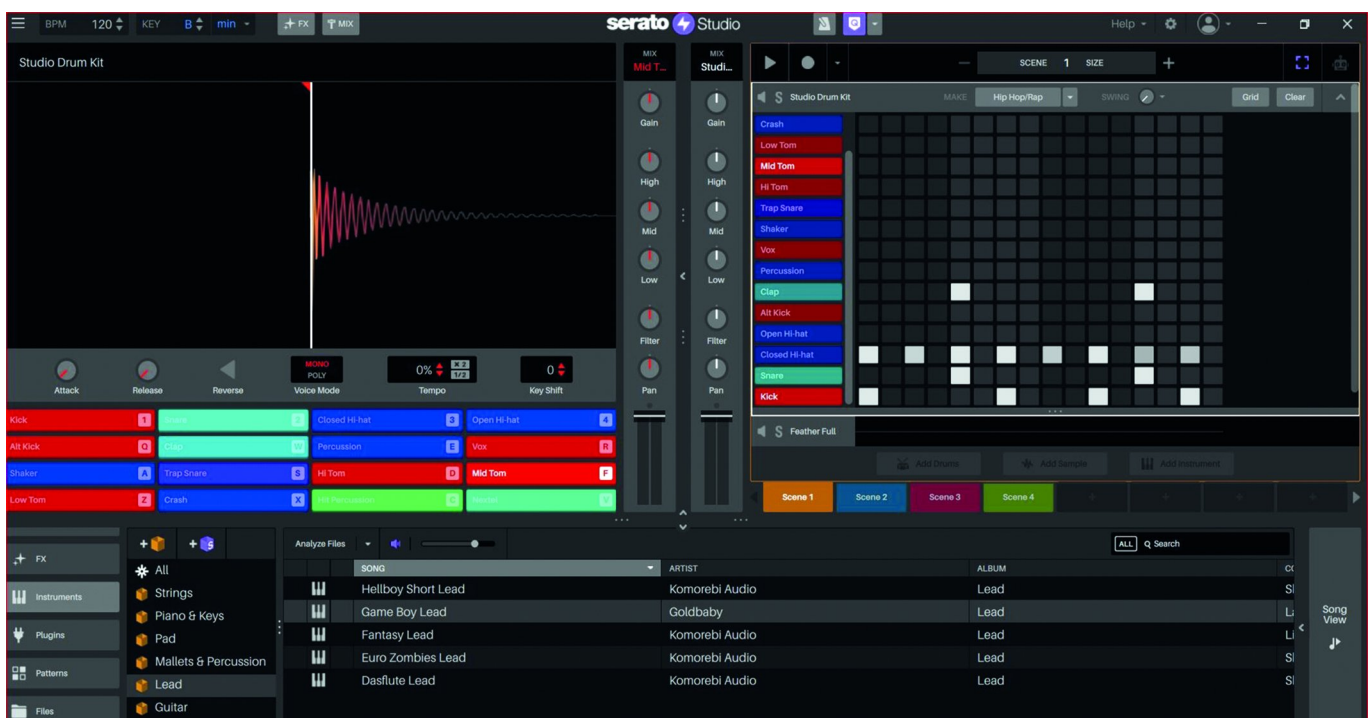 BPM 120 KEY B min + FX MIX serato Studio Help
Studio Drum Kit
MIX
Mid T...
Gain
High
Mid
Low
Filter
Pan
MIX
Studi...
Gain
High
Mid
Low
Filter
Pan
SCENE 1 SIZE
S Studio Drum Kit MAKE Hip Hop/Rap SWING Grid Clear
Crash
Low Tom
Mid Tom
Hi Tom
Trap Snare
Shaker
Vox
Percussion
Clap
Alt Kick
Open Hi-hat
Closed Hi-hat
Snare
Kick
S Feather Full
Add Drums Add Sample Add Instrument
Scene 1 Scene 2 Scene 3 Scene 4
MONO
POLY
0% X 2
1/2
0
Attack Release Reverse Voice Mode Tempo Key Shift
Kick 1 Snare Closed Hi-hat 3 Open Hi-hat 4
Alt Kick Q Clap W Percussion E Vox R
Shaker A Trap Snare S Hi Tom D Mid Tom F
Low Tom Z Crash X Hit Percussion C V
FX
Instruments
Plugins
Patterns
Files
All
Strings
Piano & Keys
Pad
Mallets & Percussion
Lead
Guitar
Analyze Files ALL Search
SONG ARTIST ALBUM
Hellboy Short Lead Komorebi Audio Lead
Game Boy Lead Goldbaby Lead
Fantasy Lead Komorebi Audio Lead
Euro Zombies Lead Komorebi Audio Lead
Dasflute Lead Komorebi Audio Lead
Song
View